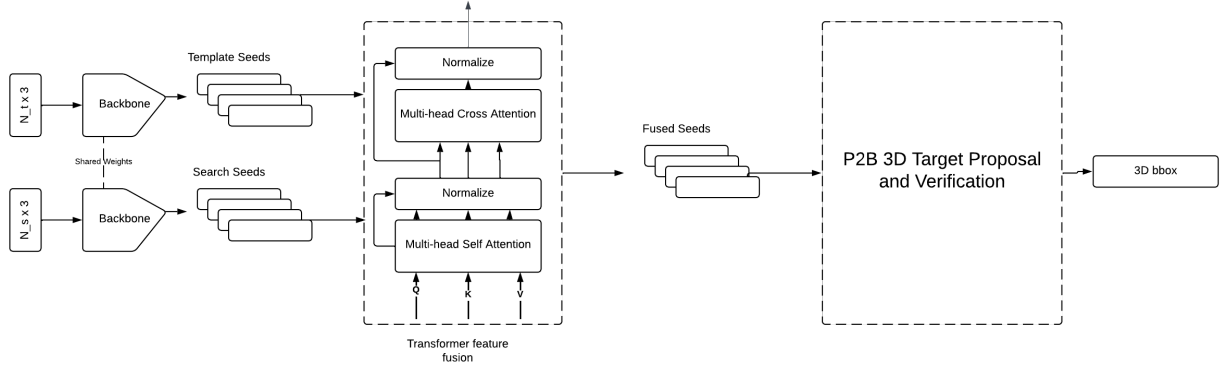 N_t x 3
Backbone
Template Seeds
Shared Weights
N_s x 3
Backbone
Search Seeds
Normalize
Multi-head Cross Attention
Normalize
Multi-head Self Attention
Q
K
V
Transformer feature
fusion
Fused Seeds
P2B 3D Target Proposal
and Verification
3D bbox